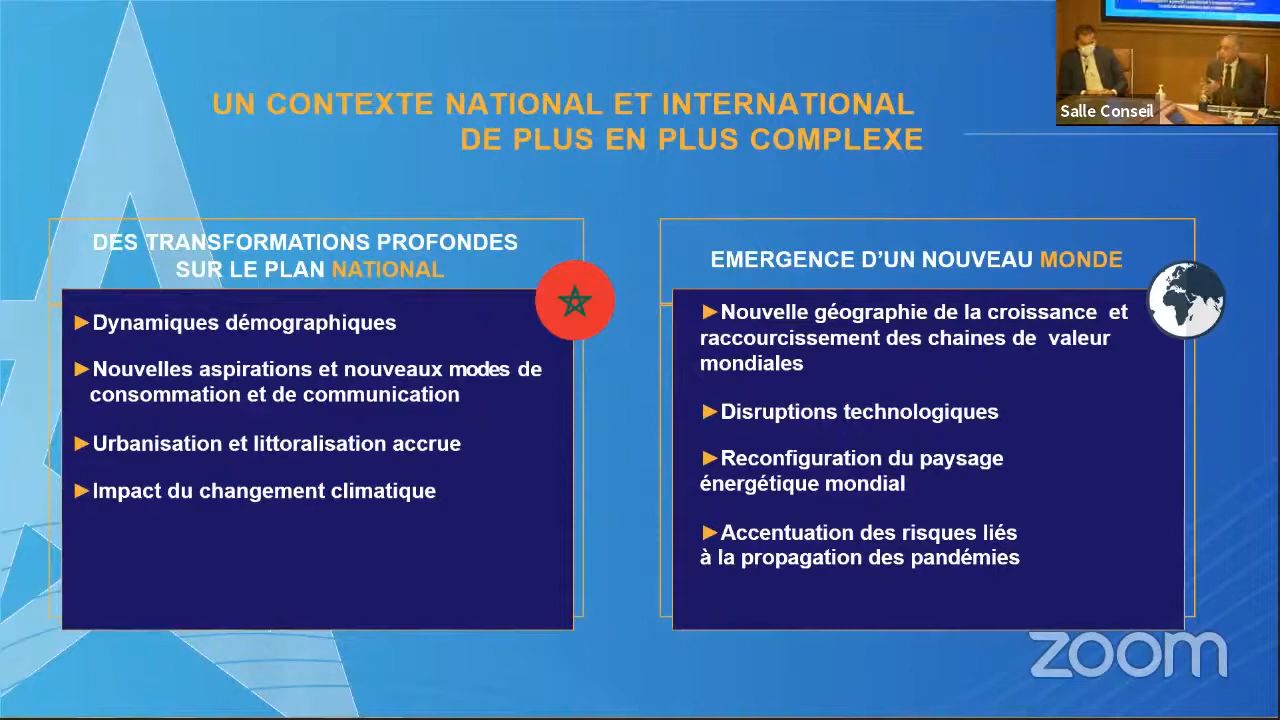 UN CONTEXTE NATIONAL ET INTERNATIONAL
DE PLUS EN PLUS COMPLEXE
Salle Conseil
DES TRANSFORMATIONS PROFONDES
SUR LE PLAN NATIONAL
►Dynamiques démographiques
►Nouvelles aspirations et nouveaux modes de
consommation et de communication
►Urbanisation et littoralisation accrue
►Impact du changement climatique
EMERGENCE D’UN NOUVEAU MONDE
►Nouvelle géographie de la croissance et
raccourcissement des chaines de valeur
mondiales
►Disruptions technologiques
►Reconfiguration du paysage
énergétique mondial
►Accentuation des risques liés
à la propagation des pandémies
zoom